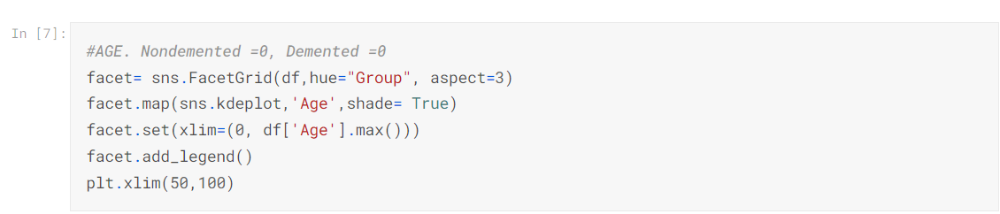 In [7]:
#AGE. Nondemented =0, Demented =0
facet= sns.FacetGrid(df,hue="Group", aspect=3)
facet.map(sns.kdeplot,'Age',shade= True)
facet.set(xlim=(0, df['Age'].max()))
facet.add_legend()
plt.xlim(50,100)